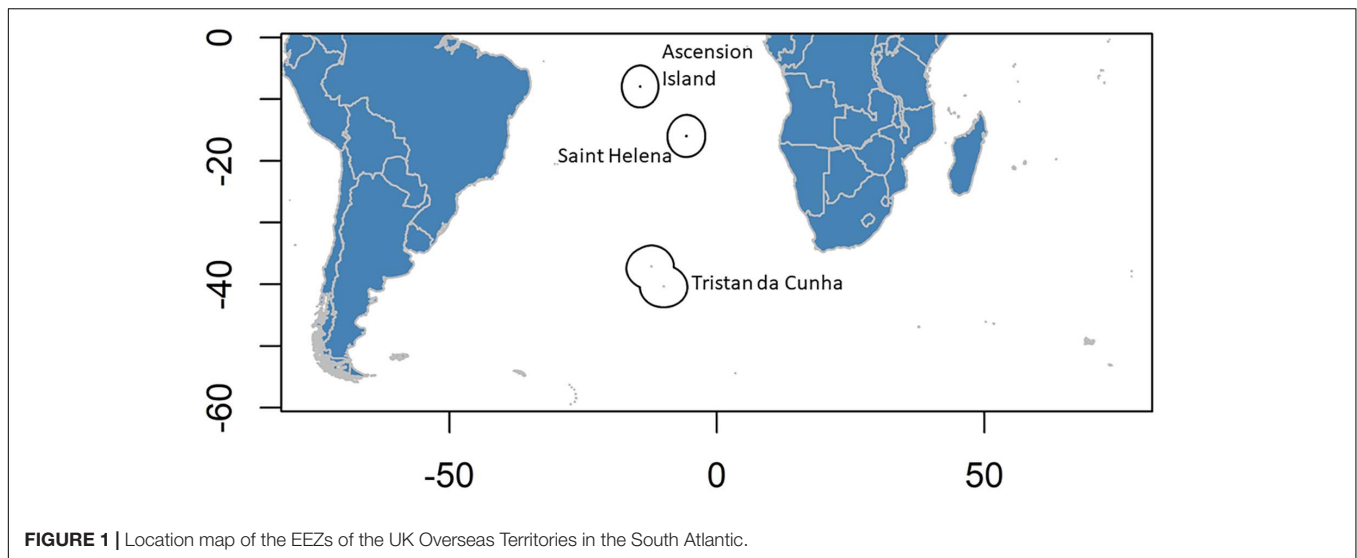 0
-20
-40
-60
Ascension
Island
Saint Helena
Tristan da Cunha
-50 0 50
FIGURE 1 | Location map of the EEZs of the UK Overseas Territories in the South Atlantic.